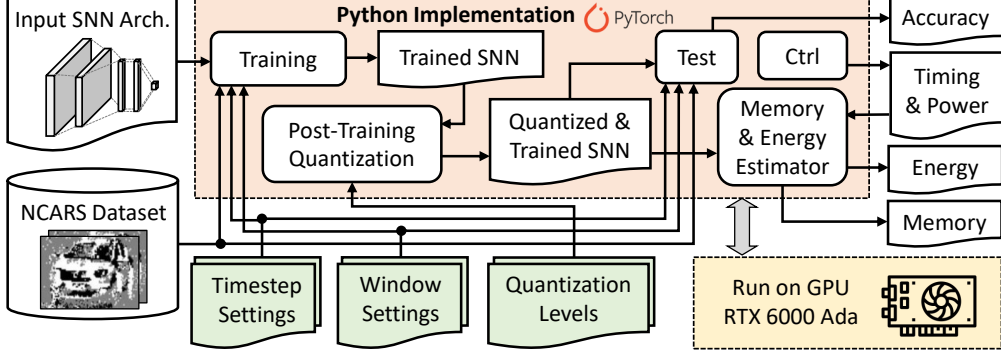 Input SNN Arch.
Python Implementation
PyTorch
Accuracy
Training
Trained SNN
Test
Ctrl
Timing
& Power
Post-Training
Quantization
Quantized &
Trained SNN
Memory
& Energy
Estimator
Energy
NCARS Dataset
Memory
Timestep
Settings
Window
Settings
Quantization
Levels
Run on GPU
RTX 6000 Ada